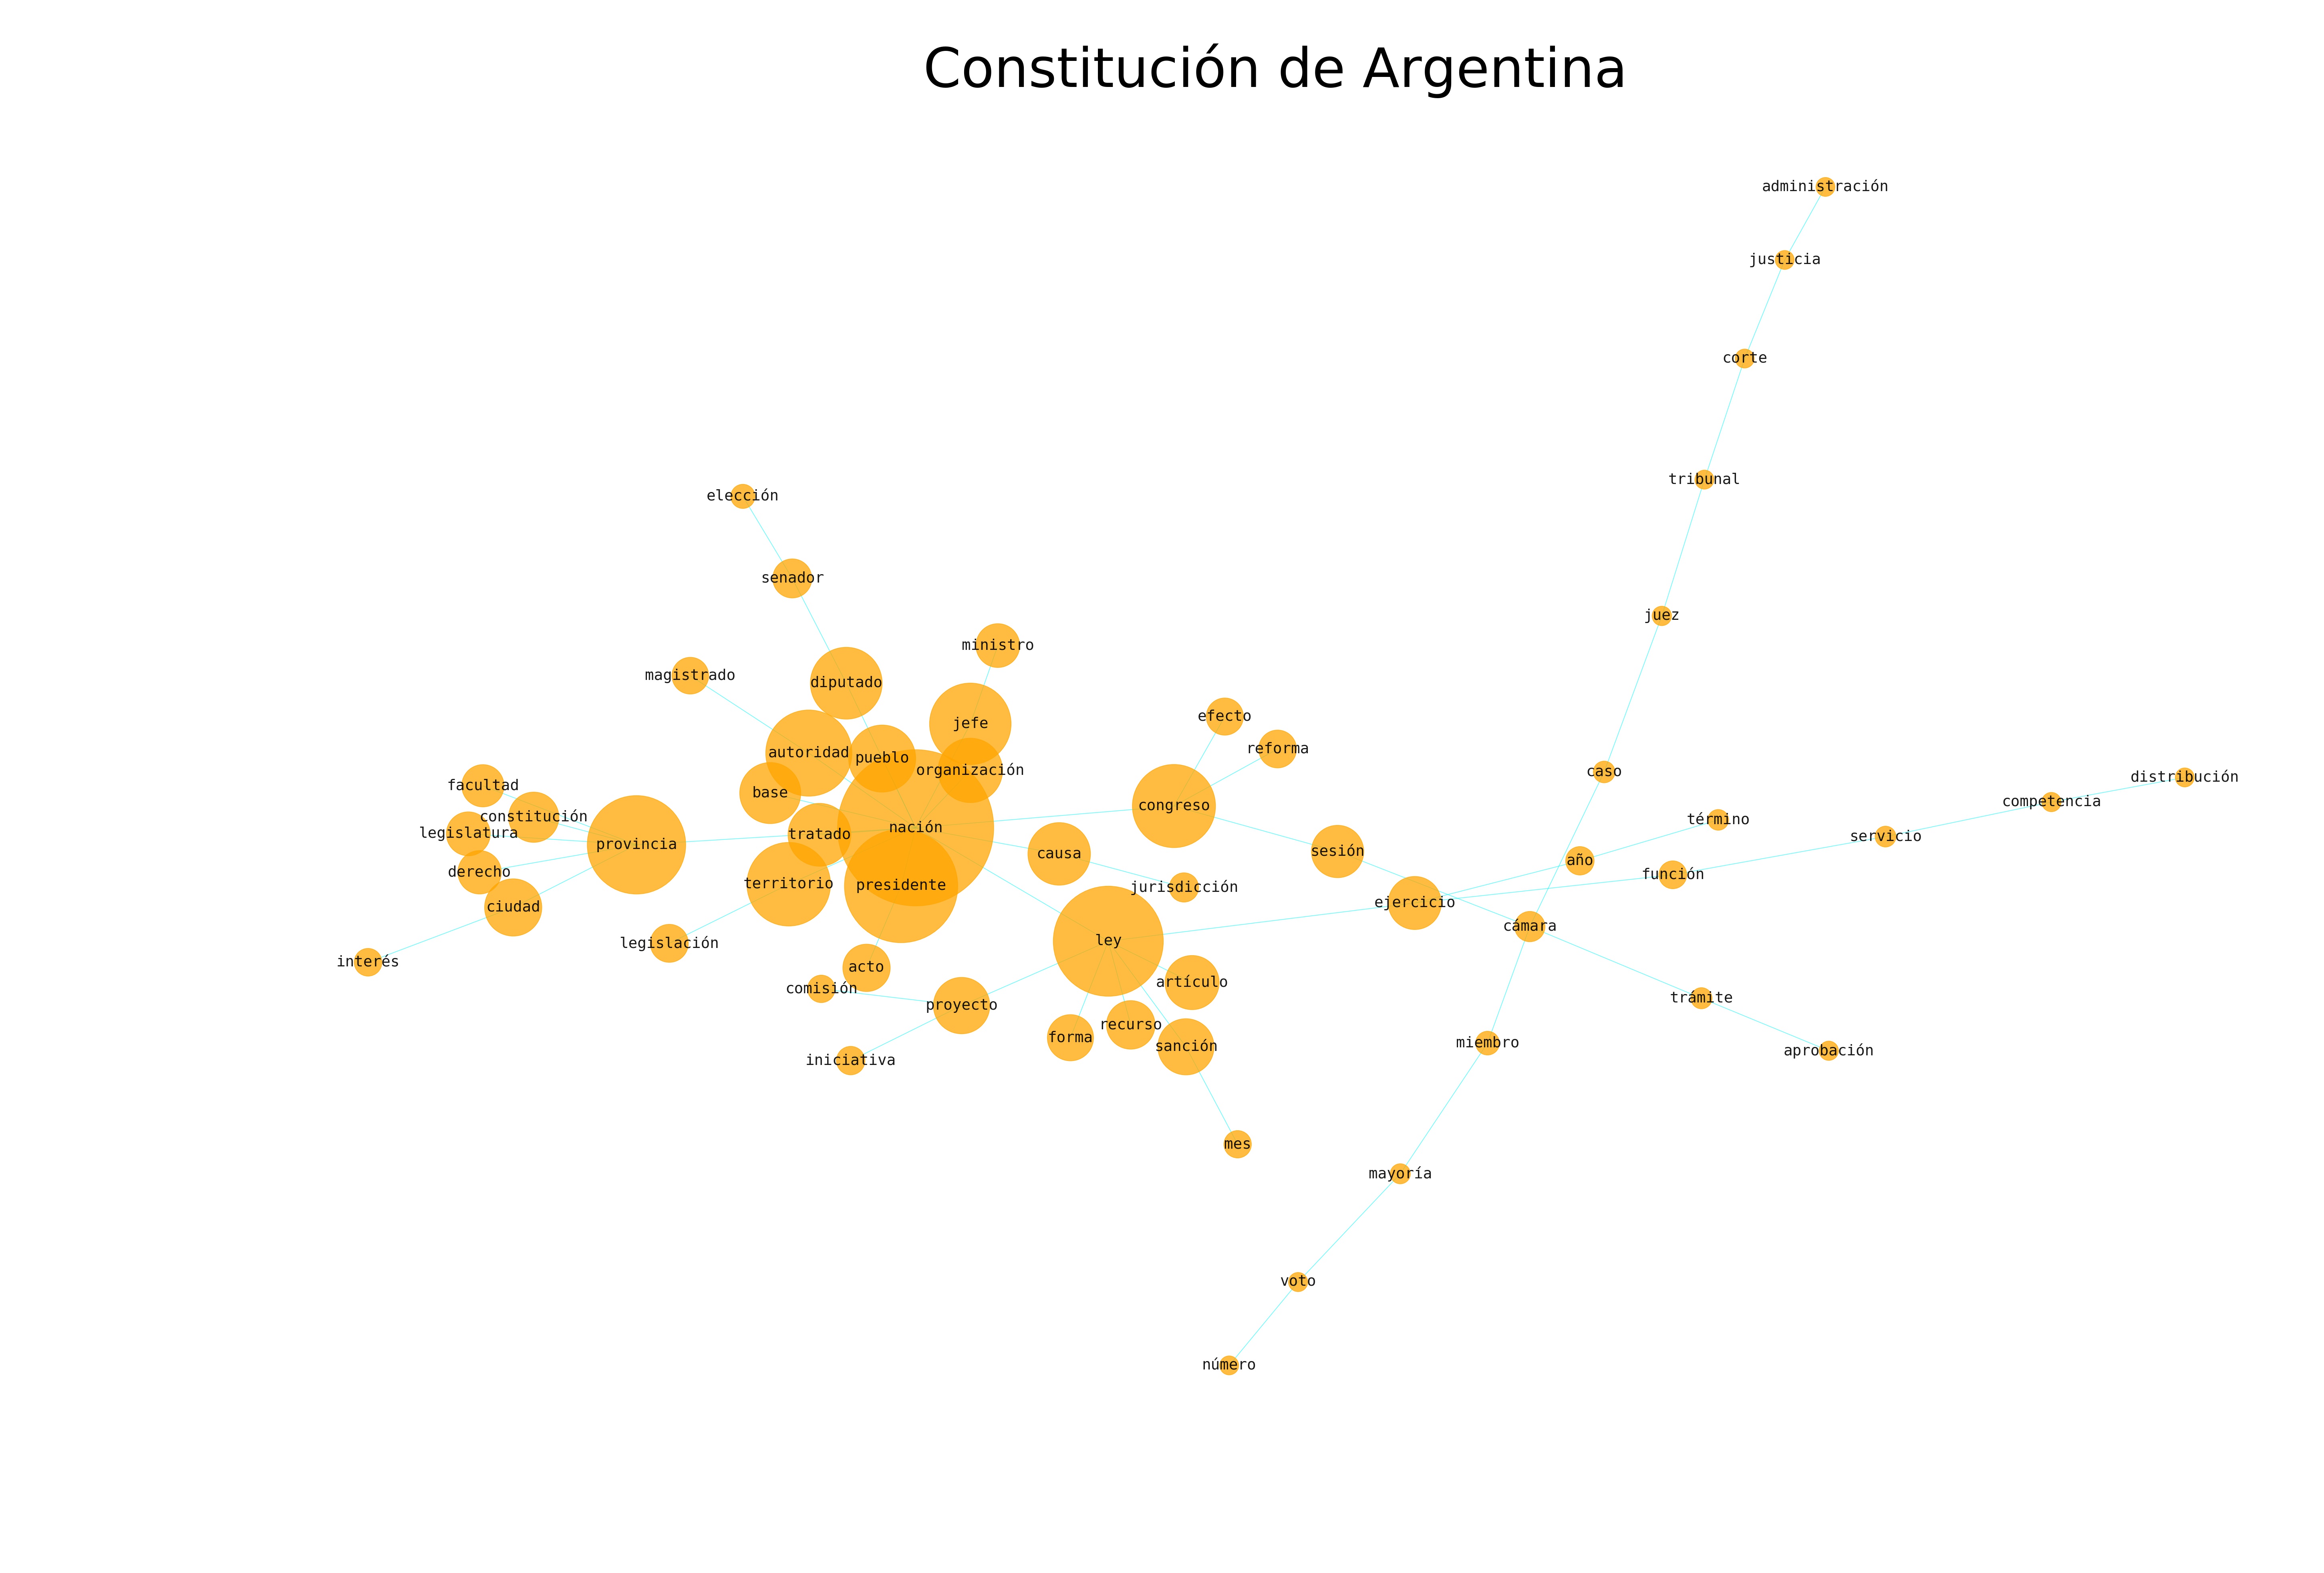 Constitución de Argentina
administración
justicia
corte
tribunal
elección
senador
juez
ministro
magistrado
diputado
efecto
jefe
reforma
autoridad
pueblo
organización
caso
distribución
facultad
base
competencia
congreso
constitución
término
nación
legislatura
tratado
servicio
provincia
sesión
causa
año
derecho
función
territorio
presidente
jurisdicción
ejercicio
ciudad
cámara
ley
legislación
interés
acto
artículo
comisión
trámite
proyecto
recurso
forma
miembro
sanción
aprobación
iniciativa
mes
mayoría
voto
número